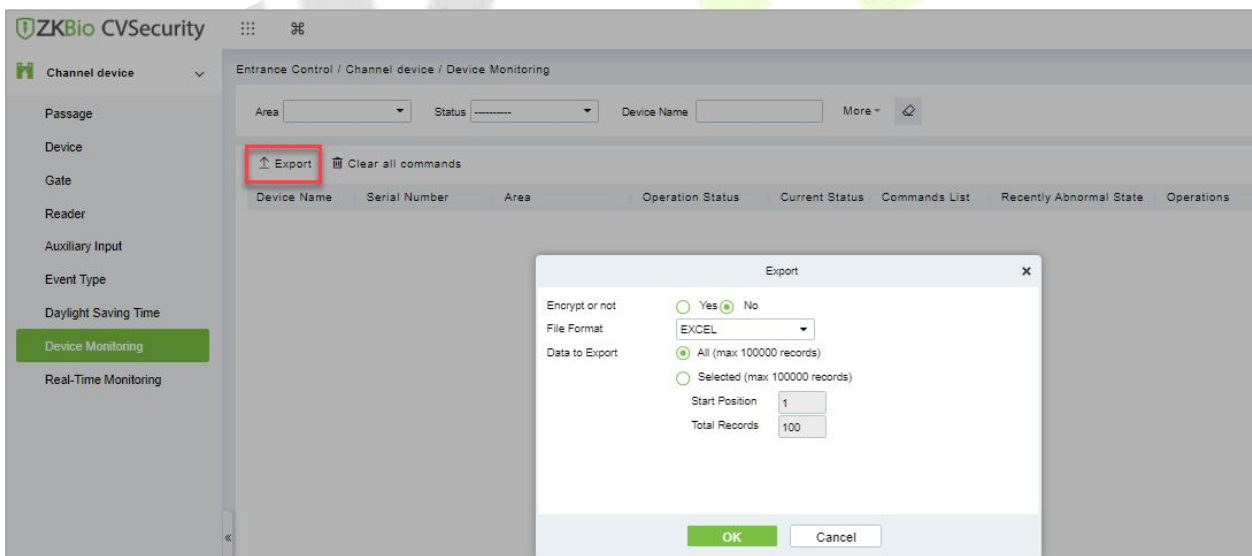 ZKBio CVSecurity
Channel device
Entrance Control / Channel device / Device Monitoring
Passage
Area
Status ----------
Device Name
More
Device
Export
Clear all commands
Gate
Device Name Serial Number Area Operation Status Current Status Commands List Recently Abnormal State Operations
Reader
Auxiliary Input
Event Type
Daylight Saving Time
Device Monitoring
Real-Time Monitoring
Export
Encrypt or not Yes No
File Format EXCEL
Data to Export All (max 100000 records)
Selected (max 100000 records)
Start Position 1
Total Records 100
OK Cancel